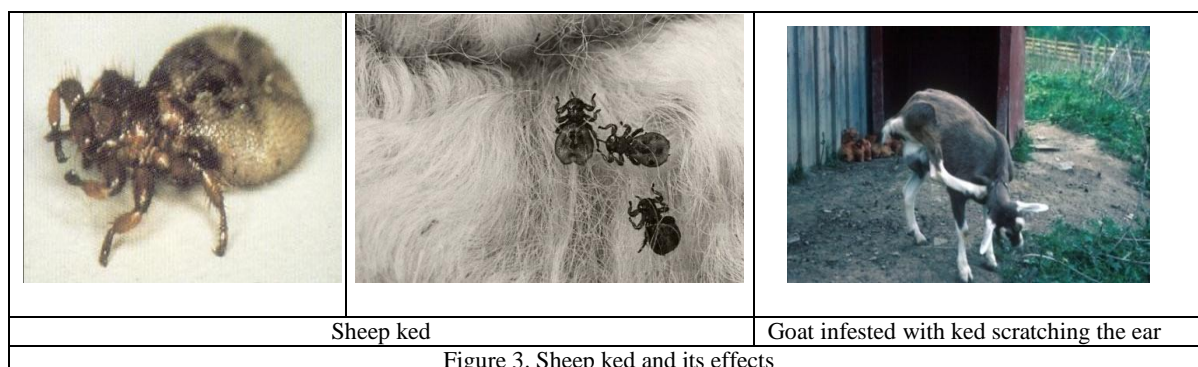 Sheep ked
Goat infested with ked scratching the ear
Figure 3. Sheep ked and its effects